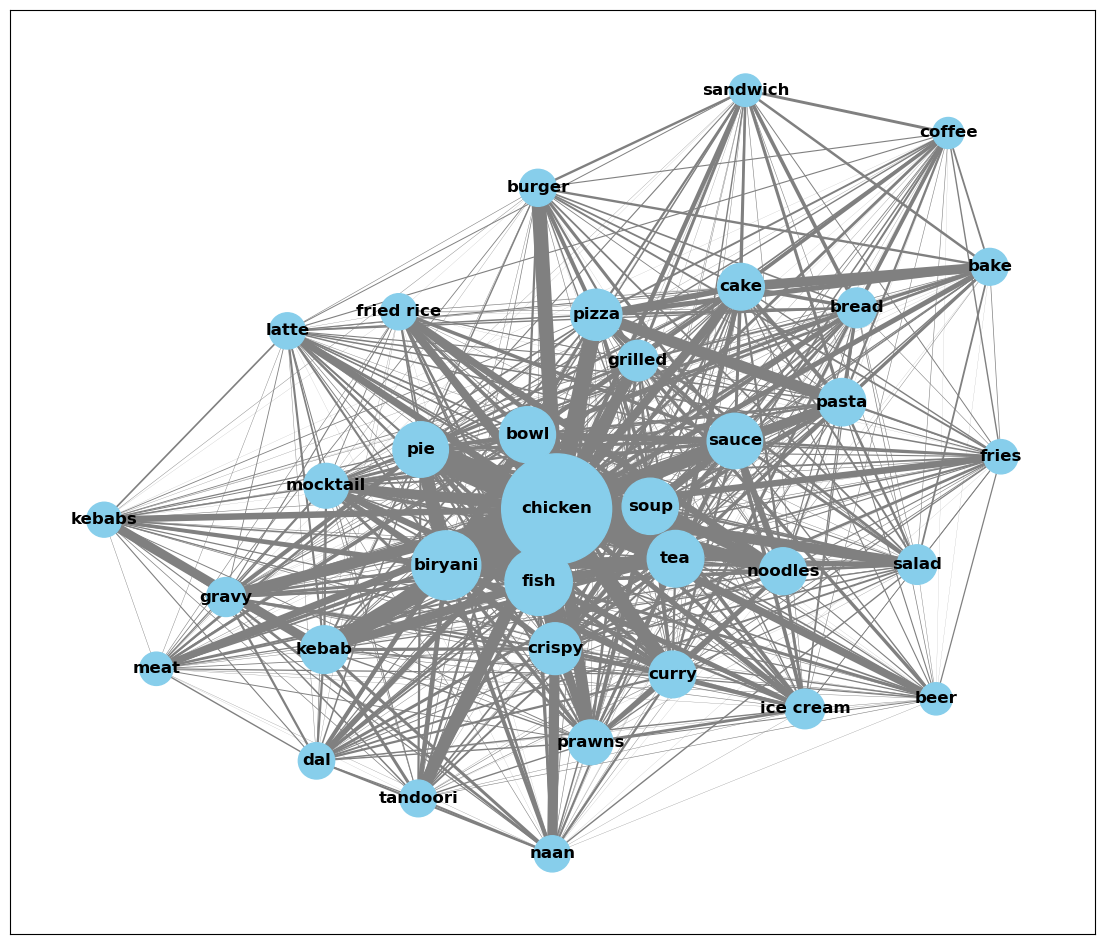 sandwich
coffee
burger
bake
cake
bread
fried rice
pizza
latte
grilled
pasta
bowl
sauce
pie
fries
mocktail
chicken
soup
kebabs
tea
salad
biryani
noodles
fish
gravy
crispy
kebab
meat
curry
beer
ice cream
prawns
dal
tandoori
naan